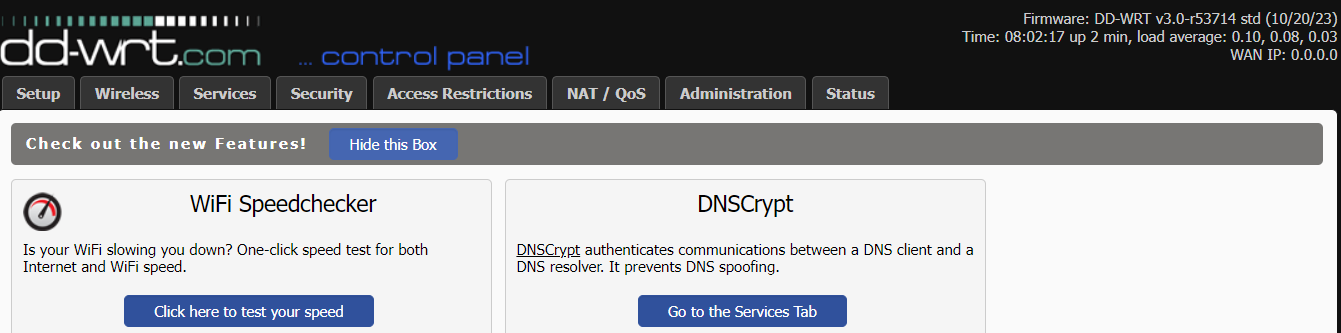 Firmware: DD-WRT v3.0-r53714 std (10/20/23)
Time: 08:02:17 up 2 min, load average: 0.10, 0.08, 0.03
WAN IP: 0.0.0.0
dd-wrt.com ... control panel
Setup Wireless Services Security Access Restrictions NAT / QoS Administration Status
Check out the new Features! Hide this Box
WiFi Speedchecker
Is your WiFi slowing you down? One-click speed test for both
Internet and WiFi speed.
Click here to test your speed
DNSCrypt
DNSCrypt authenticates communications between a DNS client and a
DNS resolver. It prevents DNS spoofing.
Go to the Services Tab